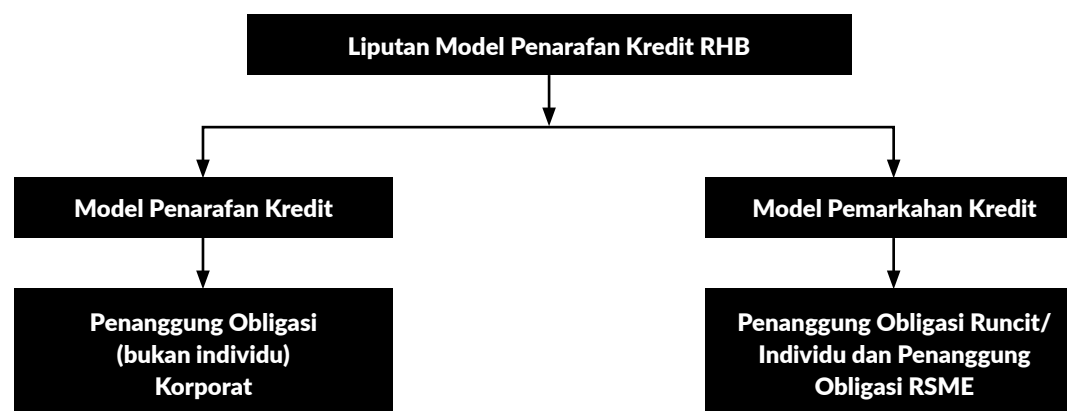 Liputan Model Penarafan Kredit RHB
Model Penarafan Kredit
Model Pemarkahan Kredit
Penanggung Obligasi
(bukan individu)
Korporat
Penanggung Obligasi Runcit/
Individu dan Penanggung
Obligasi RSME